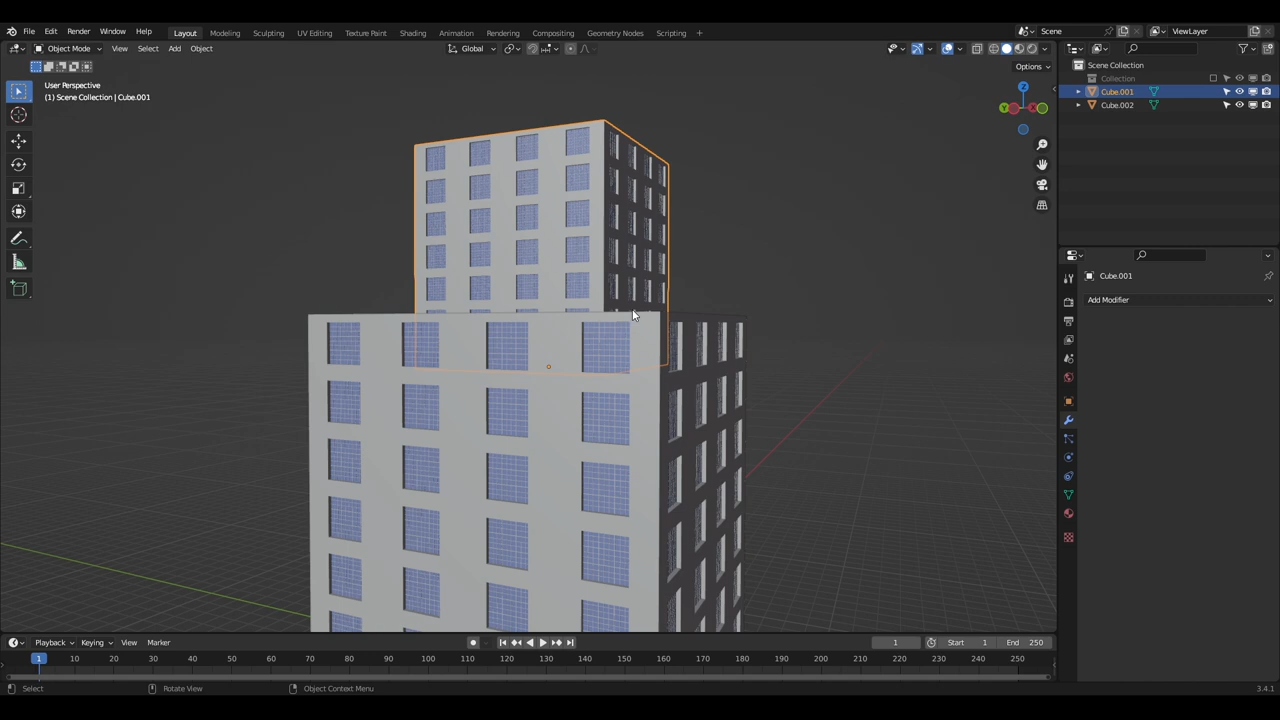 File Edit Render Window Help Layout Modeling Sculpting UV Editing Texture Paint Shading Animation Rendering Compositing Geometry Nodes Scripting + Scene ViewLayer
Object Mode View Select Add Object Global
Options
User Perspective
(1) Scene Collection | Cube.001
Z
Y
X
Scene Collection
Collection
Cube.001
Cube.002
Cube.001
Add Modifier
Playback Keying View Marker 1 Start 1 End 250
1 10 20 30 40 50 60 70 80 90 100 110 120 130 140 150 160 170 180 190 200 210 220 230 240 250
Select Rotate View Object Context Menu 3.4.1